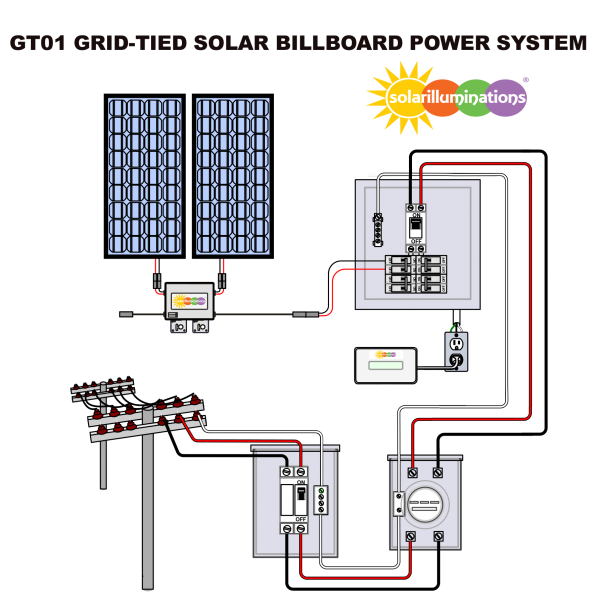 GT01 GRID-TIED SOLAR BILLBOARD POWER SYSTEM
solarilluminations®
ON
OFF
ON
OFF